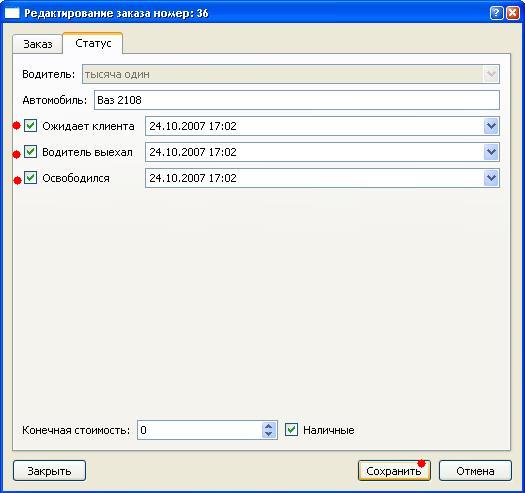 Редактирование заказа номер: 36
Заказ Статус
Водитель: тысяча один
Автомобиль: Ваз 2108
Ожидает клиента 24.10.2007 17:02
Водитель выехал 24.10.2007 17:02
Освободился 24.10.2007 17:02
Конечная стоимость: 0 Наличные
Закрыть Сохранить Отмена